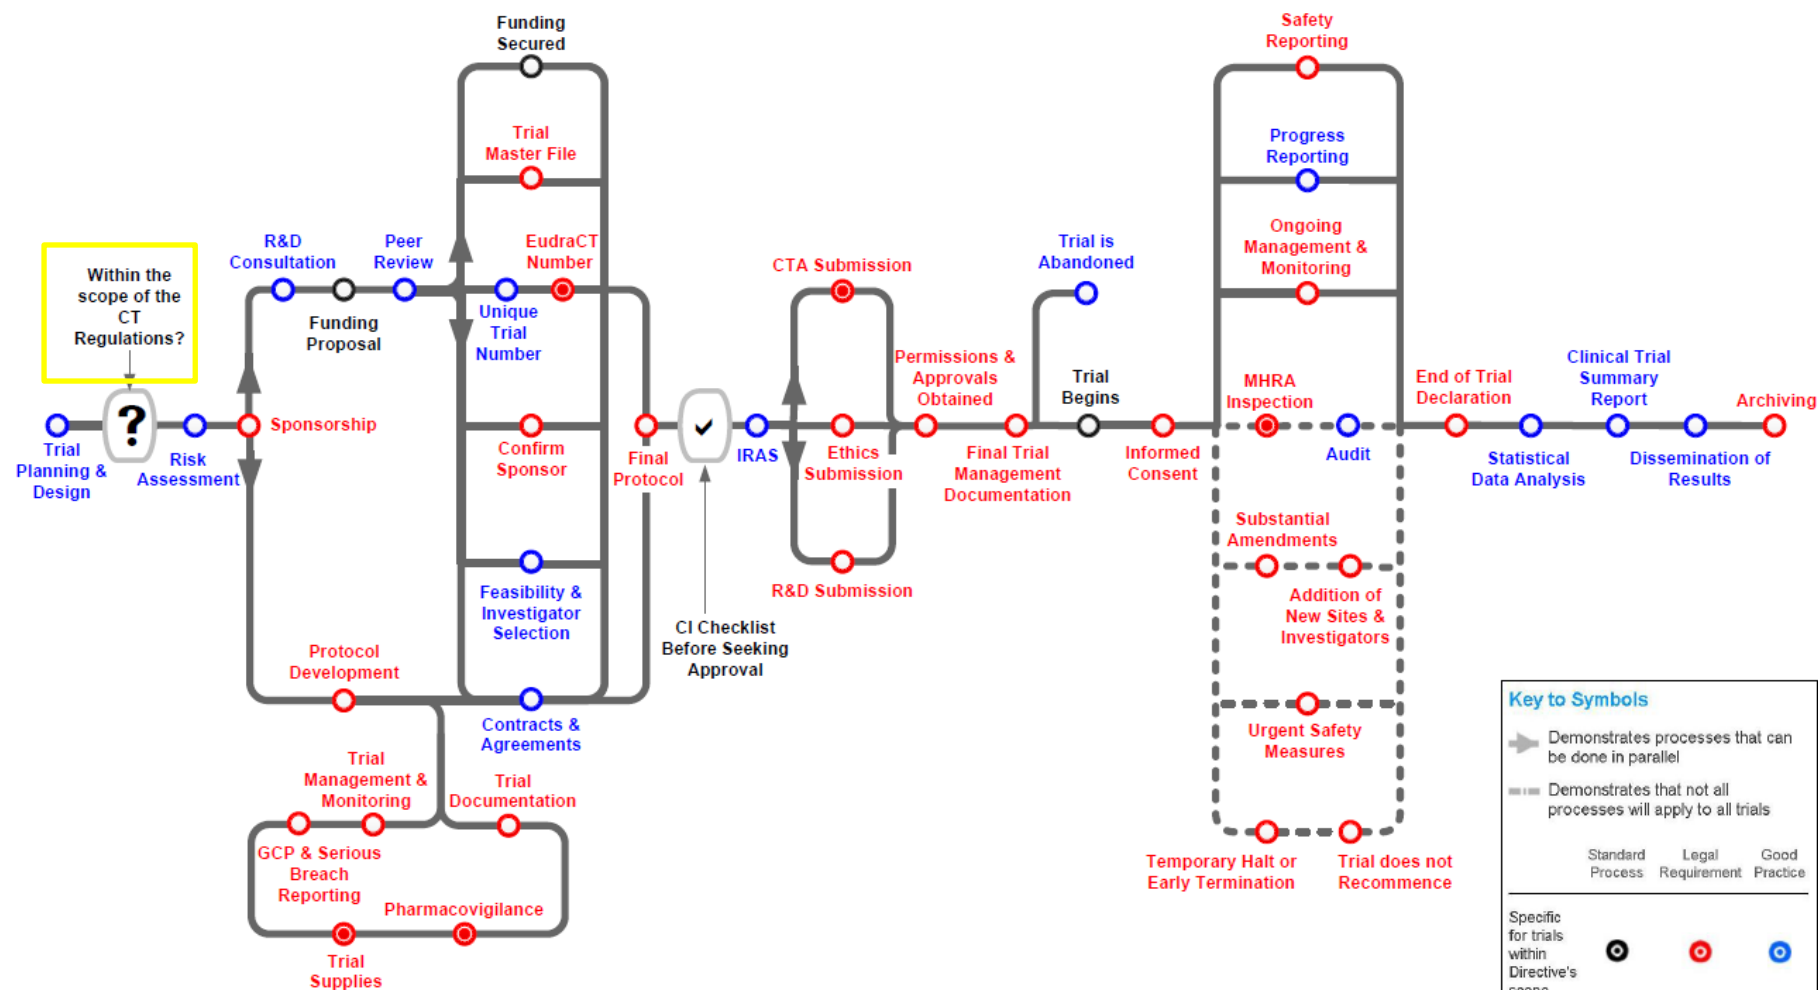 Funding
Secured
Safety
Reporting
Trial
Master File
Progress
Reporting
Within the
scope of the
CT
Regulations?
R&D
Consultation
Peer
Review
EudraCT
Number
CTA Submission
Trial is
Abandoned
Ongoing
Management &
Monitoring
Funding
Proposal
Unique
Trial
Number
Permissions &
Approvals
Obtained
Trial
Begins
MHRA
Inspection
End of Trial
Declaration
Clinical Trial
Summary
Report
Archiving
?
Sponsorship
Trial
Planning &
Design
Risk
Assessment
Confirm
Sponsor
Final
Protocol
IRAS
Ethics
Submission
Final Trial
Management
Documentation
Informed
Consent
Audit
Statistical
Data Analysis
Dissemination of
Results
Substantial
Amendments
Feasibility &
Investigator
Selection
R&D Submission
Addition of
New Sites &
Investigators
CI Checklist
Before Seeking
Approval
Protocol
Development
Contracts &
Agreements
Urgent Safety
Measures
Trial
Management &
Monitoring
Trial
Documentation
GCP & Serious
Breach
Reporting
Temporary Halt or
Early Termination
Trial does not
Recommence
Pharmacovigilance
Trial
Supplies
Key to Symbols
Demonstrates processes that can
be done in parallel
Demonstrates that not all
processes will apply to all trials
Standard
Process
Legal
Requirement
Good
Practice
Specific
for trials
within
Directive's
scope